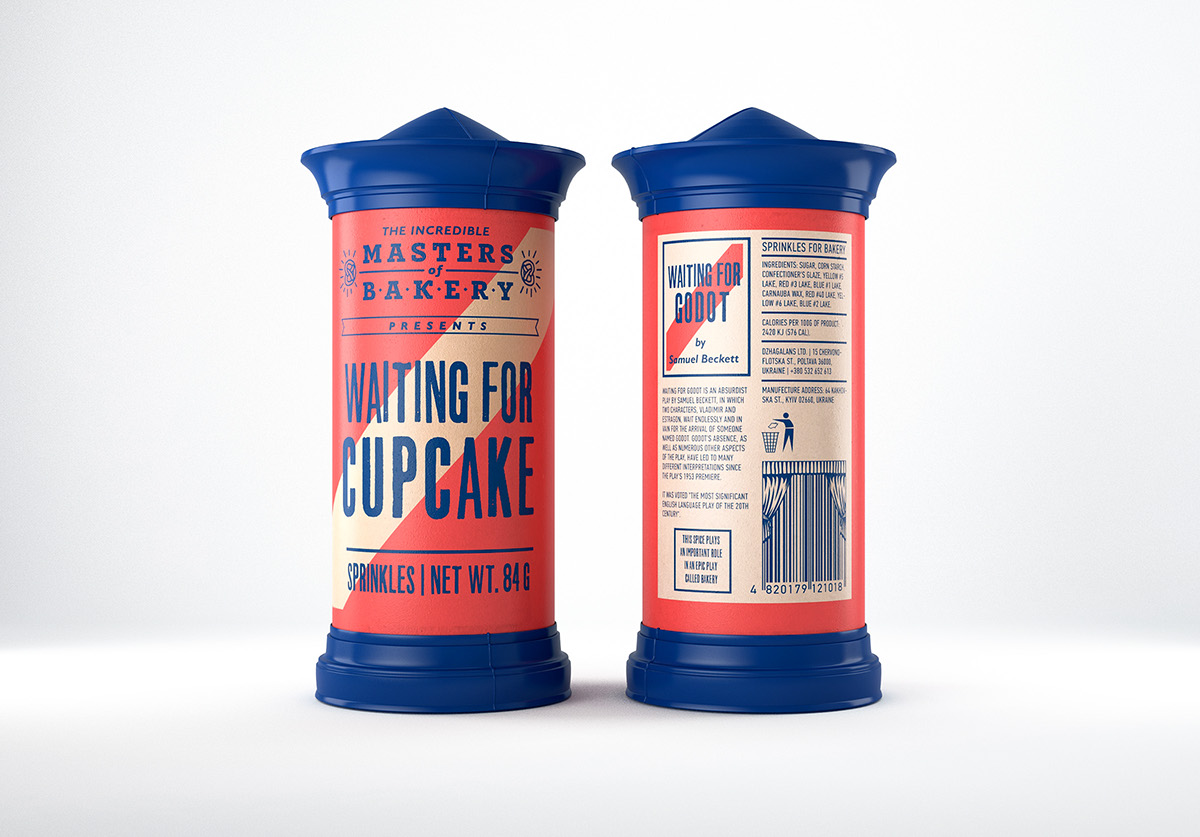 THE INCREDIBLE
MASTERS
of
B·A·K·E·R·Y
PRESENTS
WAITING FOR
CUPCAKE
SPRINKLES | NET WT. 84 G
WAITING FOR
GODOT
by
Samuel Beckett
WAITING FOR GODOT IS AN ABSURDIST
PLAY BY SAMUEL BECKETT, IN WHICH
TWO CHARACTERS, VLADIMIR AND
ESTRAGON, WAIT ENDLESSLY AND IN
VAIN FOR THE ARRIVAL OF SOMEONE
NAMED GODOT. GODOT'S ABSENCE, AS
WELL AS NUMEROUS OTHER ASPECTS
OF THE PLAY, HAVE LED TO MANY
DIFFERENT INTERPRETATIONS SINCE
THE PLAY'S 1953 PREMIERE.
IT WAS VOTED "THE MOST SIGNIFICANT
ENGLISH LANGUAGE PLAY OF THE 20TH
CENTURY".
THIS SPICE PLAYS
AN IMPORTANT ROLE
IN AN EPIC PLAY
CALLED BAKERY
SPRINKLES FOR BAKERY
INGREDIENTS: SUGAR, CORN STARCH,
CONFECTIONER'S GLAZE, YELLOW #5
LAKE, RED #3 LAKE, BLUE #1 LAKE,
CARNAUBA WAX, RED #40 LAKE, YEL-
LOW #6 LAKE, BLUE #2 LAKE.
CALORIES PER 100G OF PRODUCT:
2420 KJ (576 CAL).
DZHAGALANS LTD. | 15 CHERVONO-
FLOTSKA ST., POLTAVA 36000,
UKRAINE | +380 532 652 613
MANUFECTURE ADDRESS: 64 KAKHOV-
SKA ST., KYIV 02660, UKRAINE
4 820179 121018